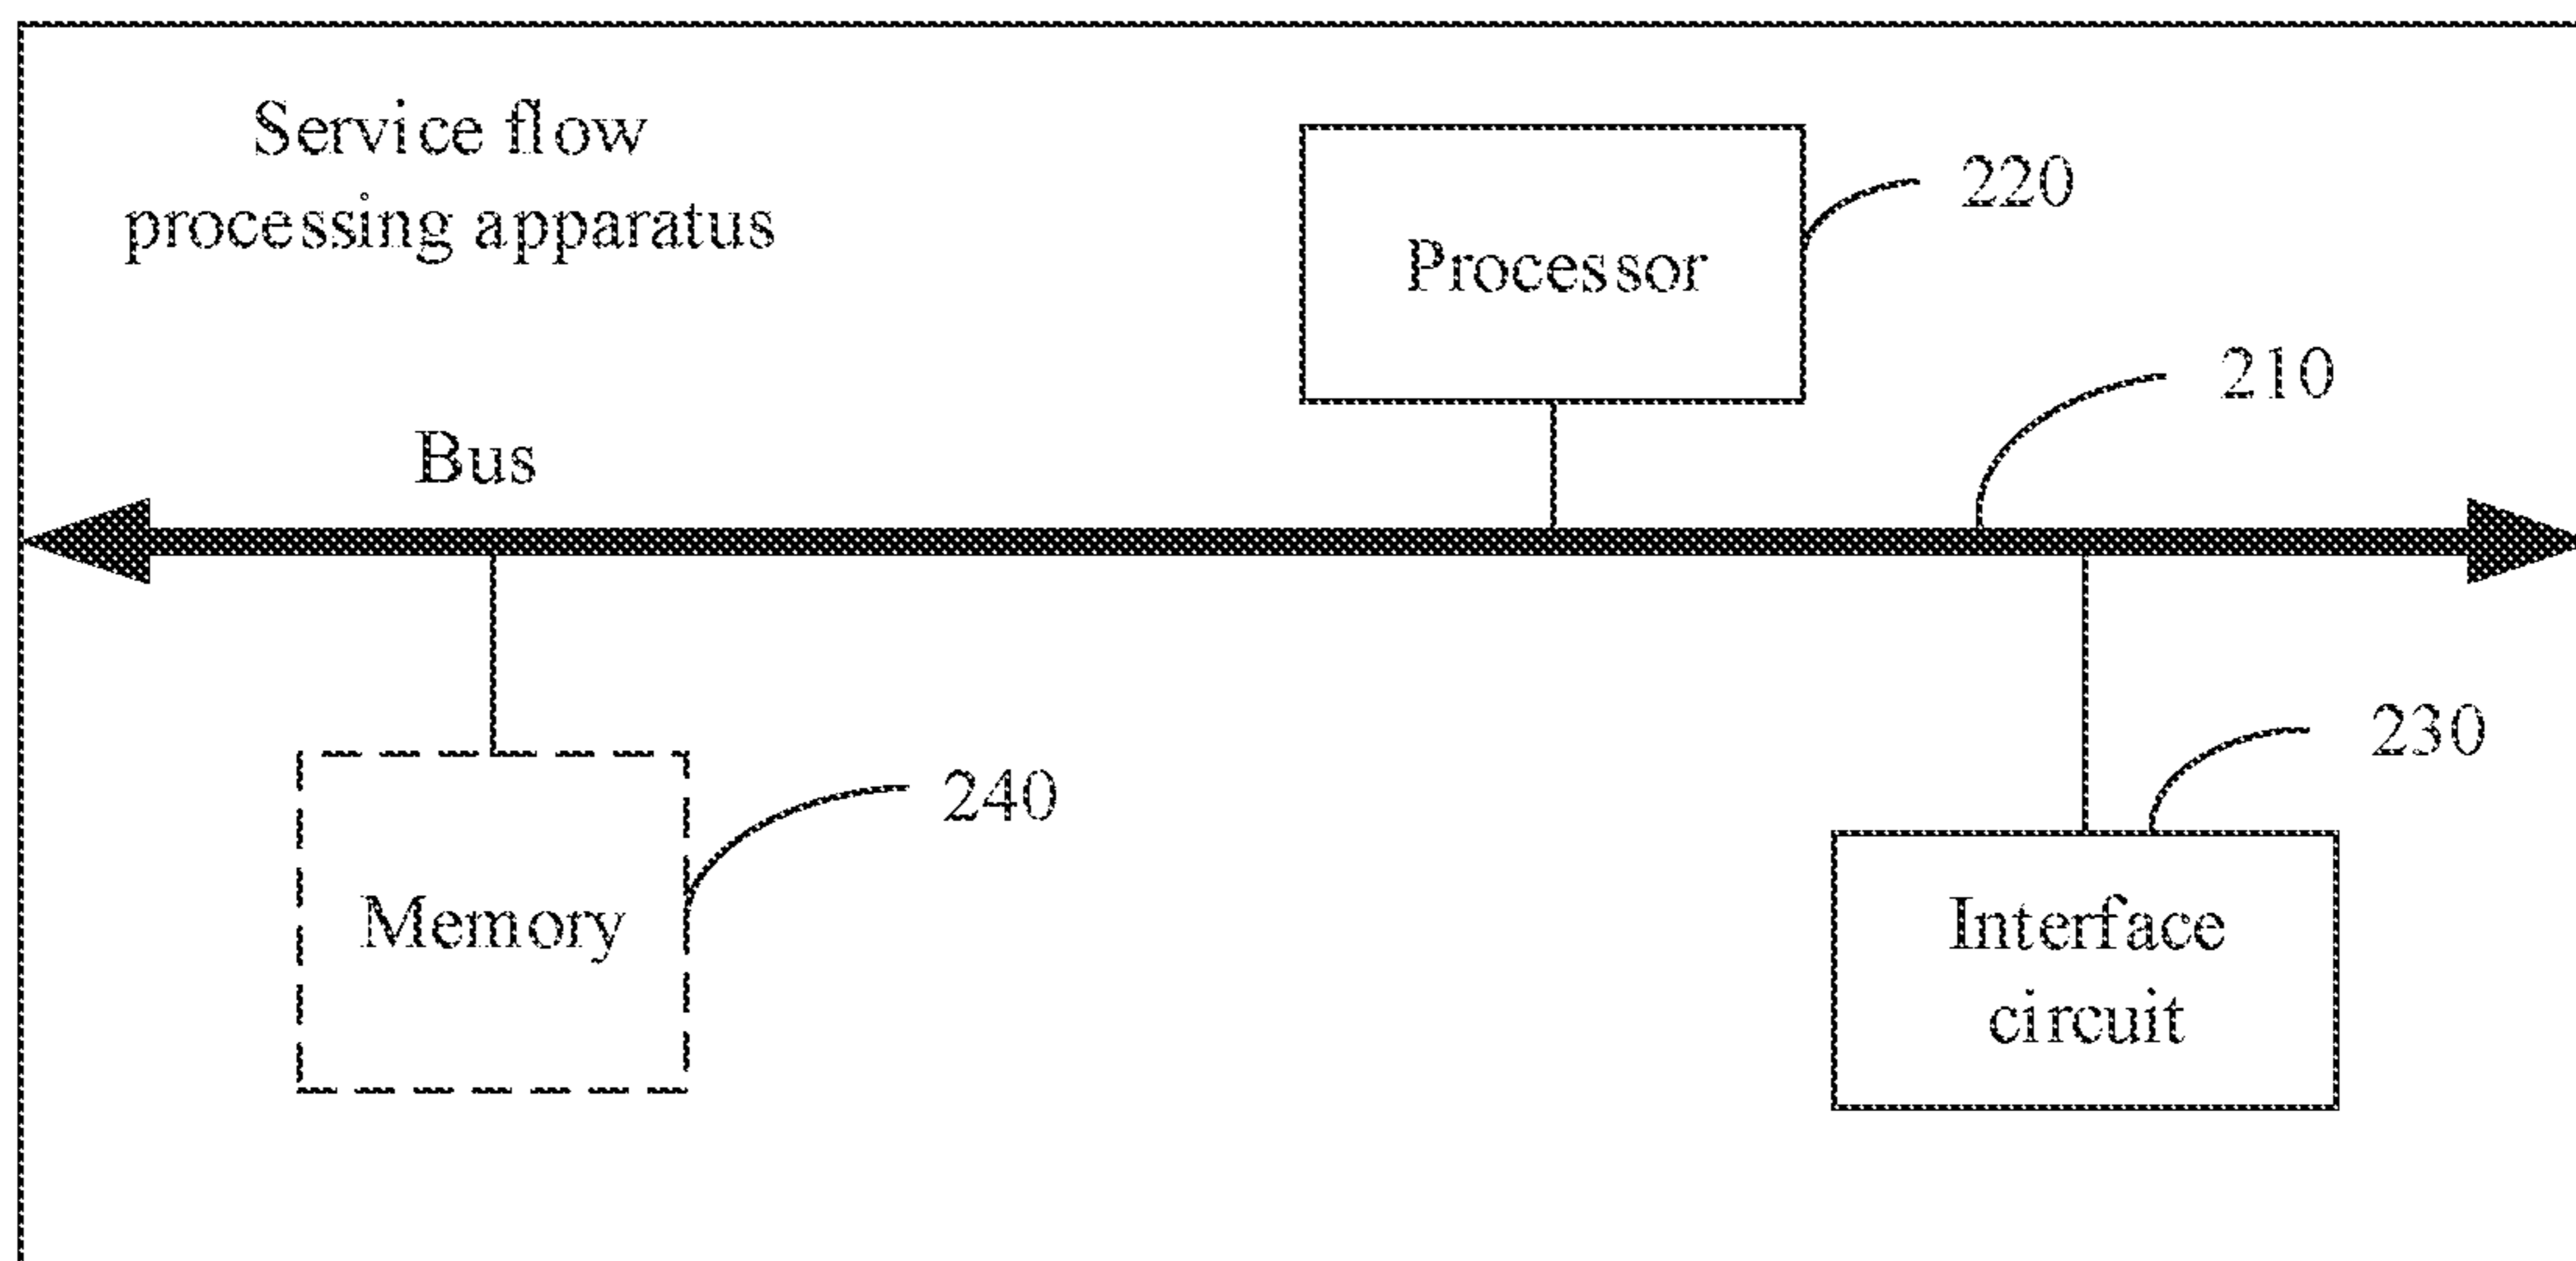 Service flow
processing apparatus
220
Processor
210
Bus
230
240
Memory
Interface
circuit